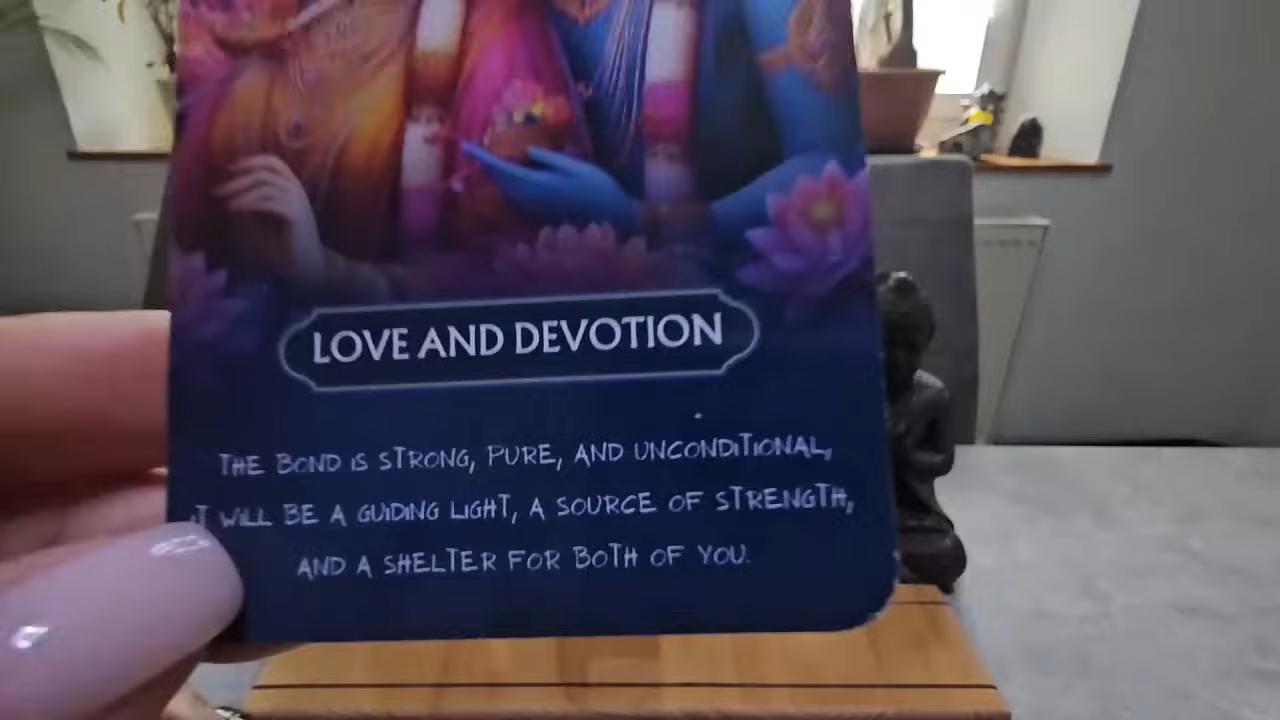 LOVE AND DEVOTION
THE BOND IS STRONG, PURE, AND UNCONDITIONAL,
IT WILL BE A GUIDING LIGHT, A SOURCE OF STRENGTH,
AND A SHELTER FOR BOTH OF YOU.